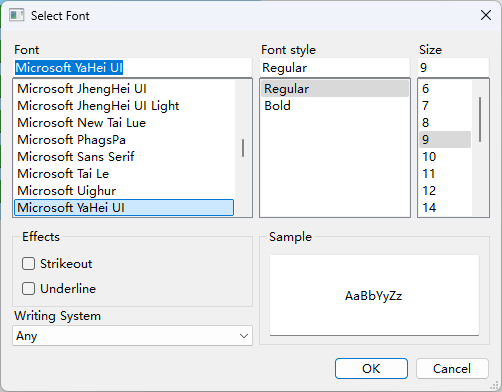 Select Font
Font
Microsoft YaHei UI
Microsoft JhengHei UI
Microsoft JhengHei UI Light
Microsoft New Tai Lue
Microsoft PhagsPa
Microsoft Sans Serif
Microsoft Tai Le
Microsoft Uighur
Microsoft YaHei UI
Font style
Regular
Regular
Bold
Size
9
6
7
8
9
10
11
12
14
Effects
Strikeout
Underline
Sample
AaBbYyZz
Writing System
Any
OK
Cancel